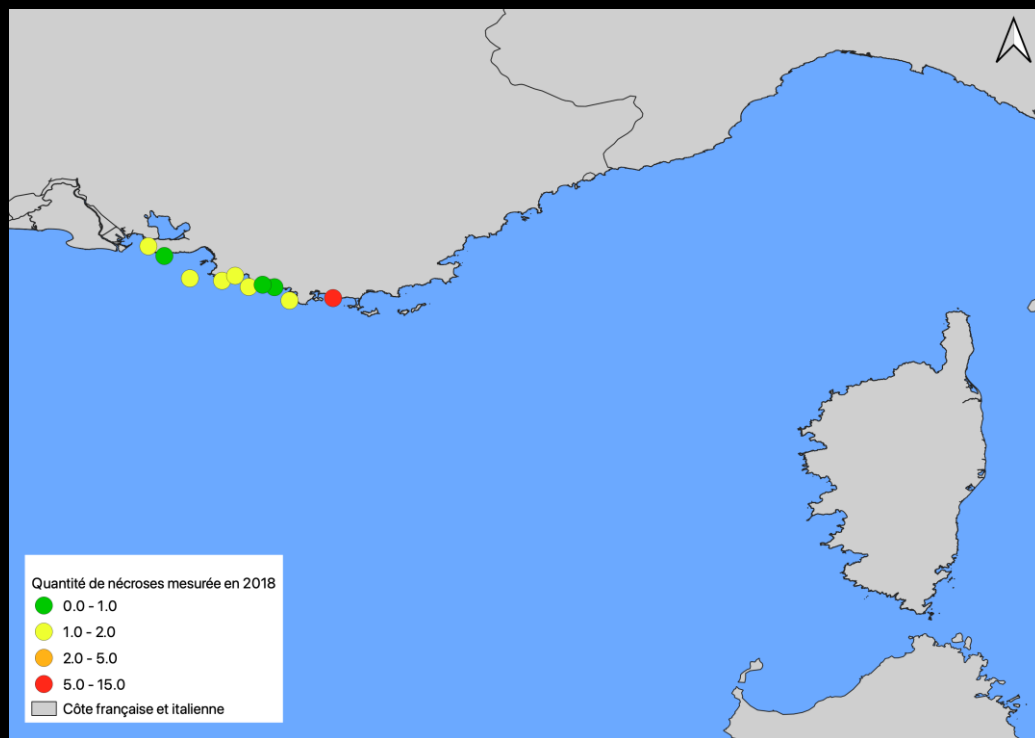 Quantité de nécroses mesurée en 2018
0.0 - 1.0
1.0 - 2.0
2.0 - 5.0
5.0 - 15.0
Côte française et italienne